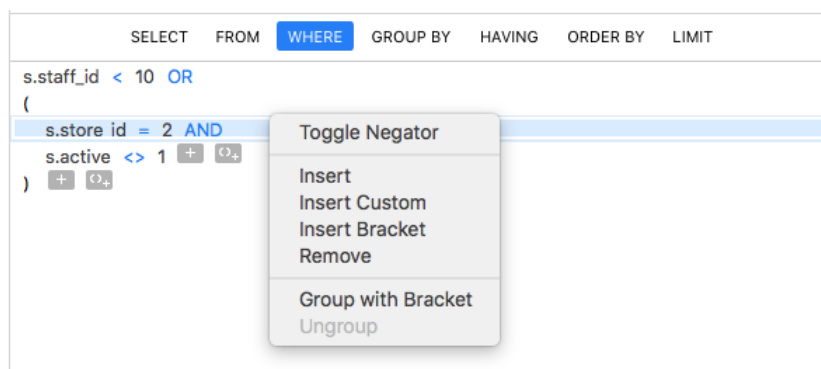 SELECT FROM WHERE GROUP BY HAVING ORDER BY LIMIT
s.staff_id < 10 OR
(
s.store id = 2 AND
s.active <> 1 + ()+
) + ()+
Toggle Negator
Insert
Insert Custom
Insert Bracket
Remove
Group with Bracket
Ungroup